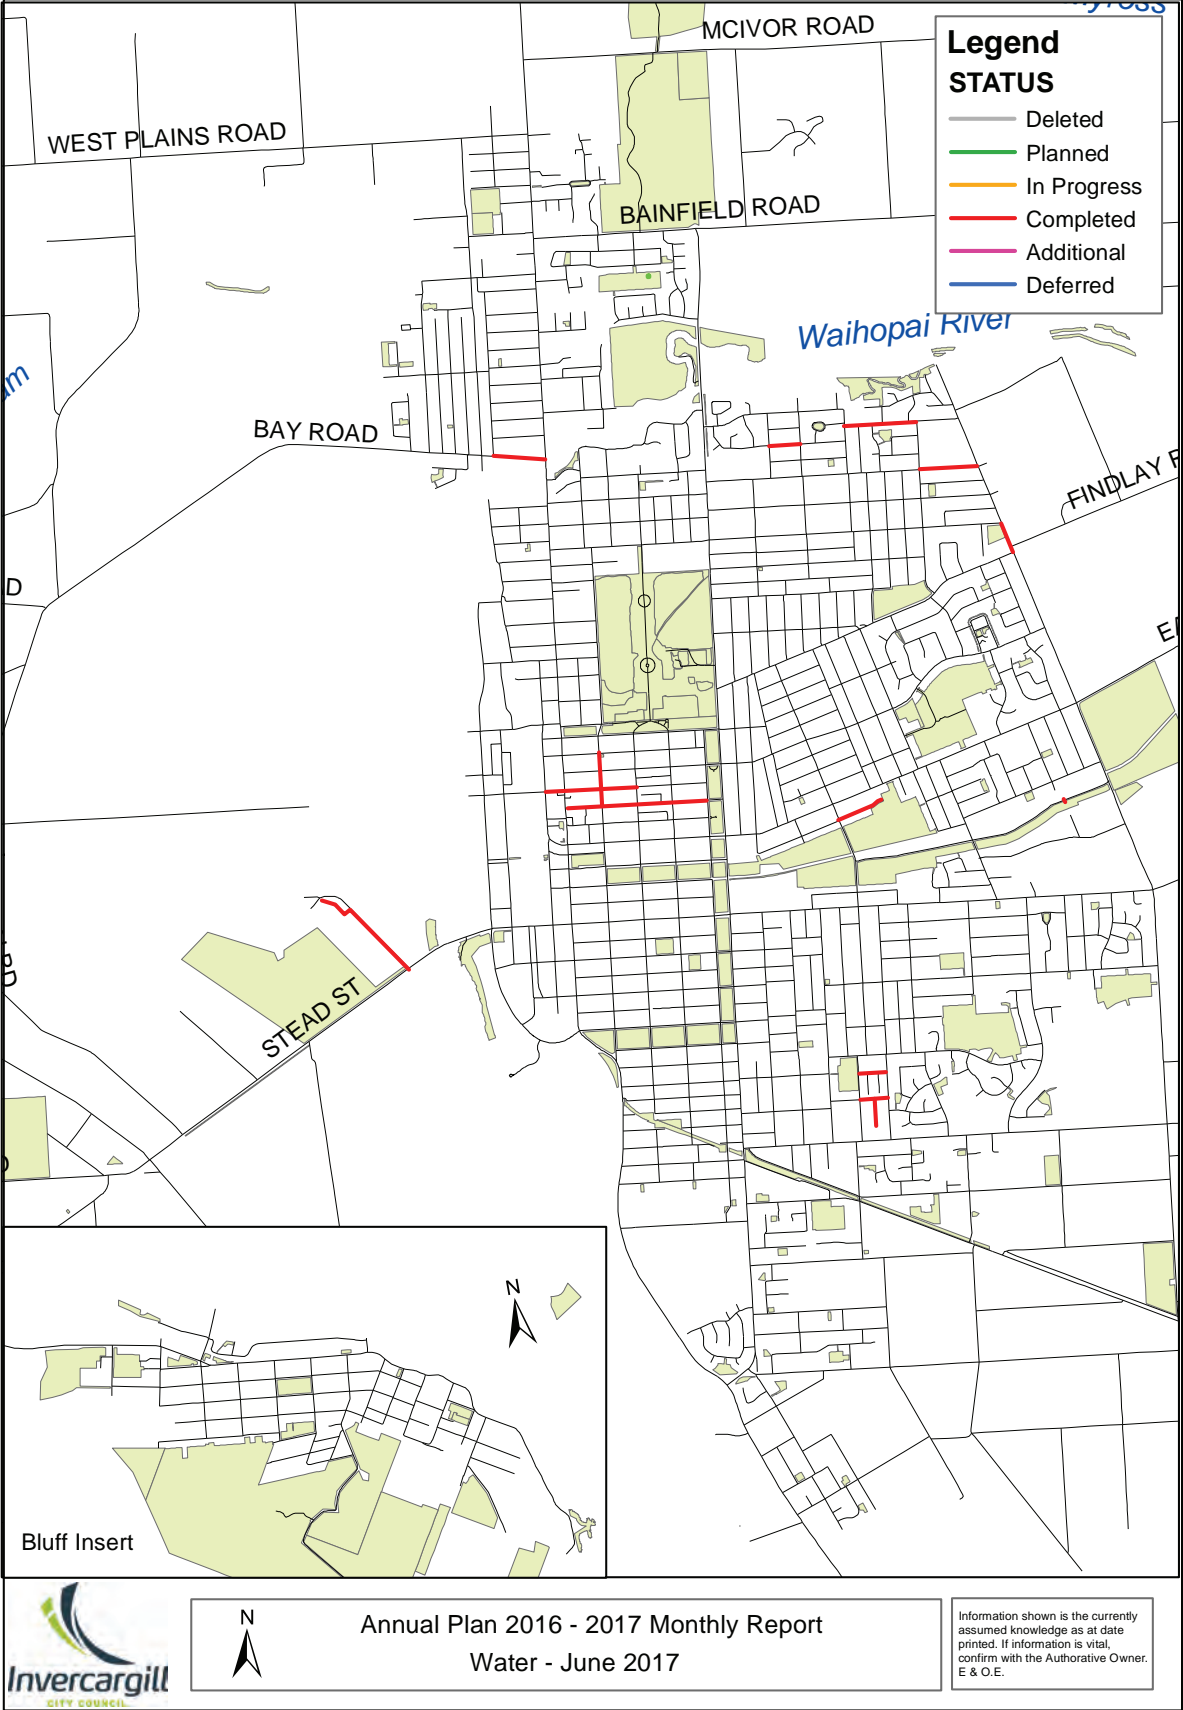 MCIVOR ROAD
Legend
STATUS
Deleted
Planned
In Progress
Completed
Additional
Deferred
WEST PLAINS ROAD
BAINFIELD ROAD
Waihopai River
BAY ROAD
FINDLAY
STEAD ST
N
Bluff Insert
Invercargill
CITY COUNCIL
N
Annual Plan 2016 - 2017 Monthly Report
Water - June 2017
Information shown is the currently
assumed knowledge as at date
printed. If information is vital,
confirm with the Authorative Owner.
E & O.E.